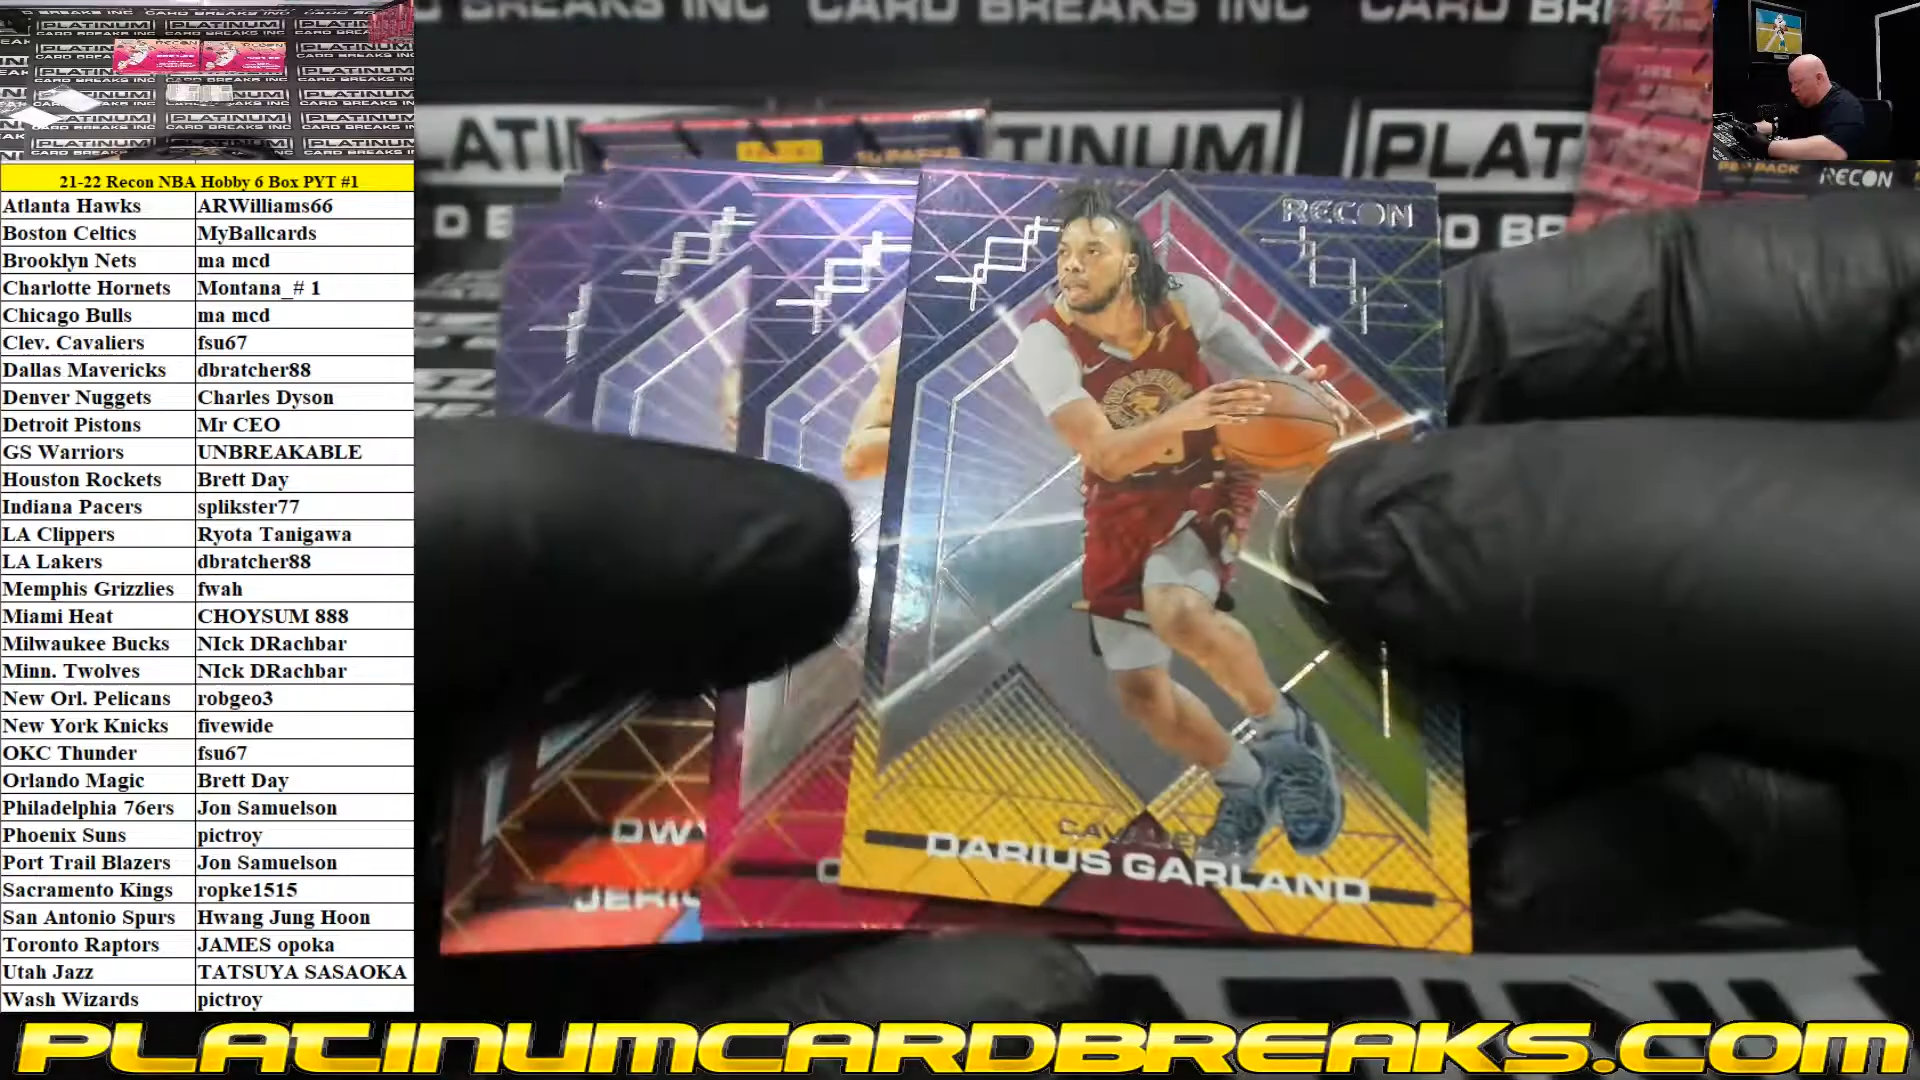 PLATINUM
CARD BREAKS INC
CARD BREAKS INC
RECON
RECON
21-22 Recon NBA Hobby 6 Box PYT #1
Atlanta Hawks ARWilliams66
Boston Celtics MyBallcards
Brooklyn Nets ma mcd
Charlotte Hornets Montana_# 1
Chicago Bulls ma mcd
Clev. Cavaliers fsu67
Dallas Mavericks dbratcher88
Denver Nuggets Charles Dyson
Detroit Pistons Mr CEO
GS Warriors UNBREAKABLE
Houston Rockets Brett Day
Indiana Pacers splikster77
LA Clippers Ryota Tanigawa
LA Lakers dbratcher88
Memphis Grizzlies fwah
Miami Heat CHOYSUM 888
Milwaukee Bucks NIck DRachbar
Minn. Twolves NIck DRachbar
New Orl. Pelicans robgeo3
New York Knicks fivewide
OKC Thunder fsu67
Orlando Magic Brett Day
Philadelphia 76ers Jon Samuelson
Phoenix Suns pictroy
Port Trail Blazers Jon Samuelson
Sacramento Kings ropke1515
San Antonio Spurs Hwang Jung Hoon
Toronto Raptors JAMES opoka
Utah Jazz TATSUYA SASAOKA
Wash Wizards pictroy
DARIUS GARLAND
PLATINUMCARDBREAKS.COM